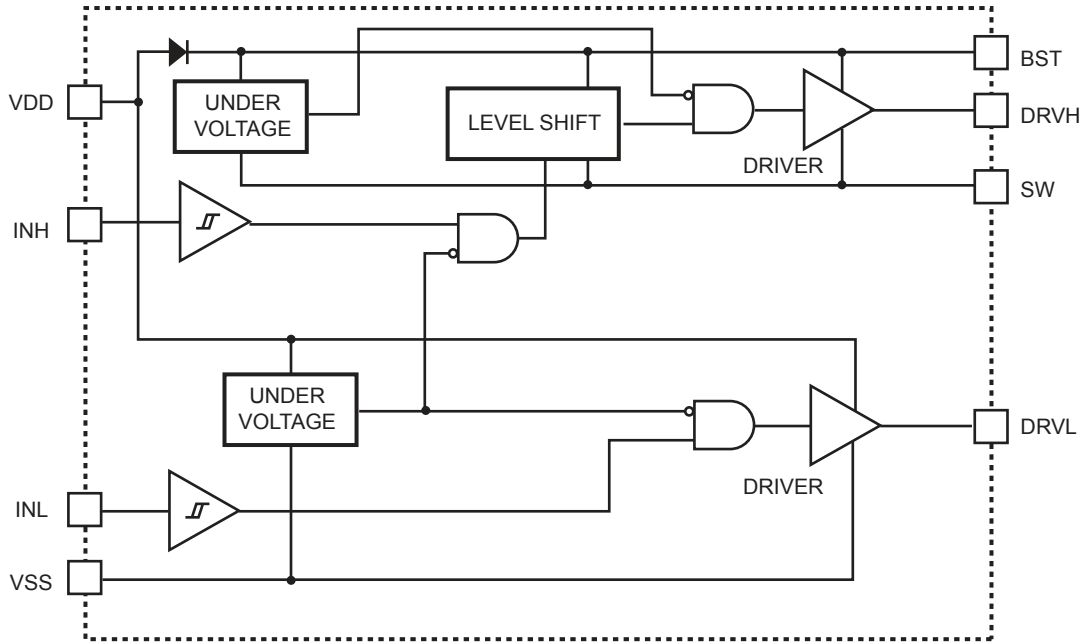 BST
VDD
UNDER
VOLTAGE
LEVEL SHIFT
DRVH
DRIVER
SW
INH
UNDER
VOLTAGE
DRVL
DRIVER
INL
VSS